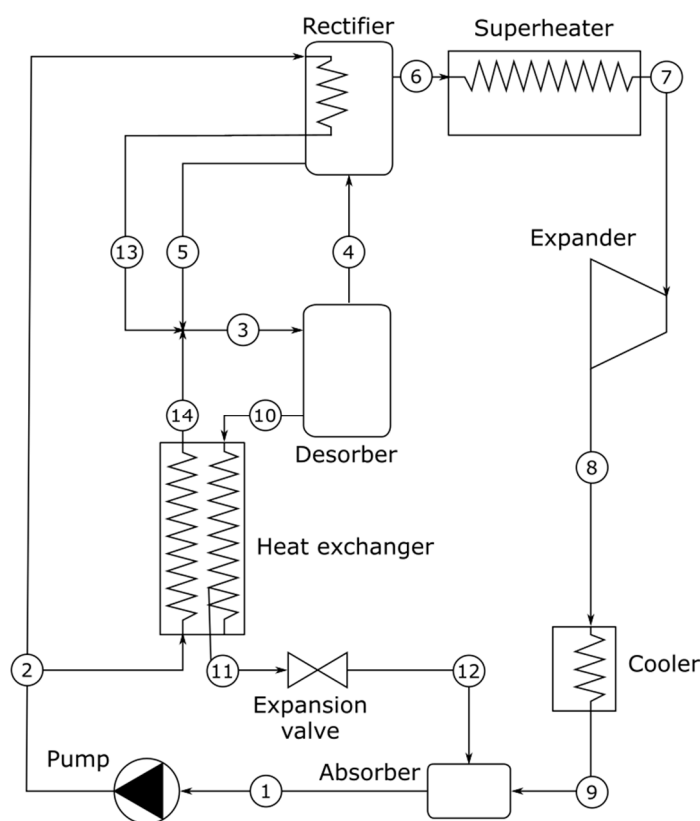 Rectifier
Superheater
6
7
Expander
13
5
4
3
14
10
Desorber
8
Heat exchanger
2
11
12
Cooler
Expansion
valve
Pump
Absorber
1
9